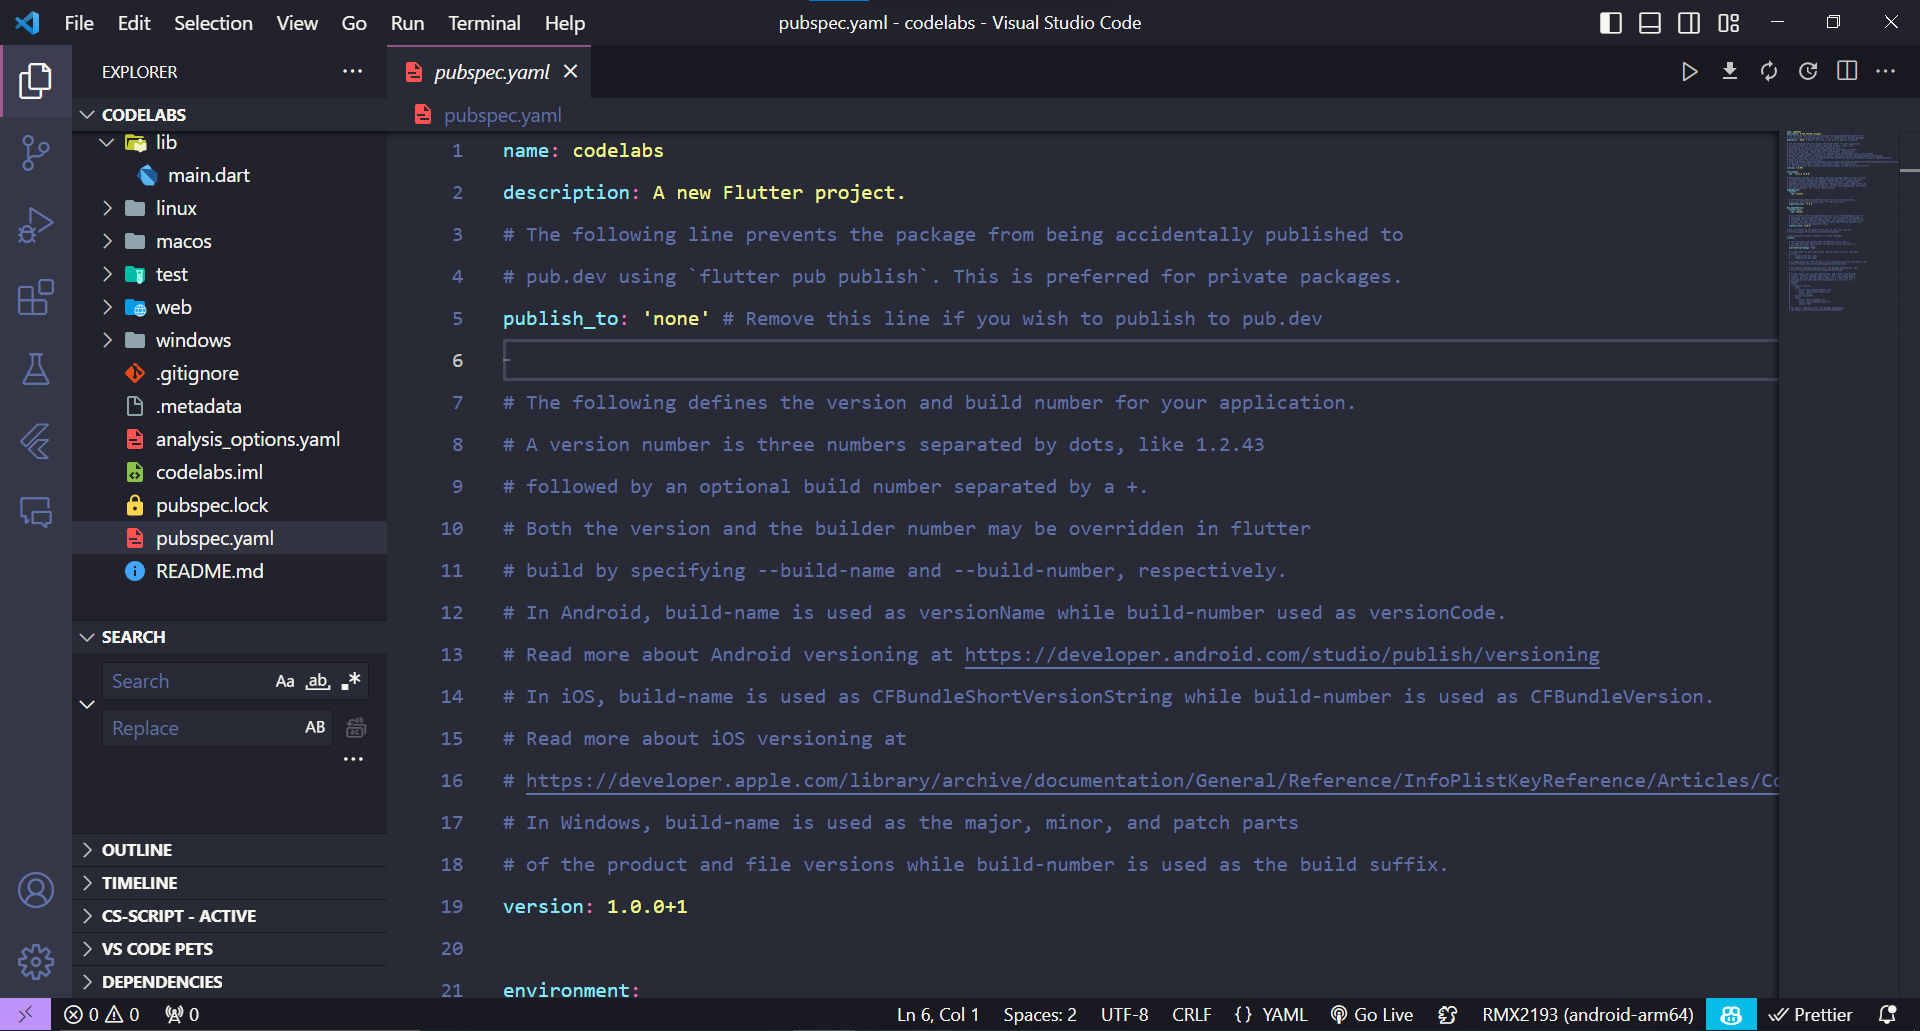 File Edit Selection View Go Run Terminal Help
pubspec.yaml - codelabs - Visual Studio Code
EXPLORER
CODELABS
lib
main.dart
linux
macos
test
web
windows
.gitignore
.metadata
analysis_options.yaml
codelabs.iml
pubspec.lock
pubspec.yaml
README.md
SEARCH
Search Aa ab .*
Replace AB
OUTLINE
TIMELINE
CS-SCRIPT - ACTIVE
VS CODE PETS
DEPENDENCIES
pubspec.yaml
pubspec.yaml
1 name: codelabs
2 description: A new Flutter project.
3 # The following line prevents the package from being accidentally published to
4 # pub.dev using `flutter pub publish`. This is preferred for private packages.
5 publish_to: 'none' # Remove this line if you wish to publish to pub.dev
6
7 # The following defines the version and build number for your application.
8 # A version number is three numbers separated by dots, like 1.2.43
9 # followed by an optional build number separated by a +.
10 # Both the version and the builder number may be overridden in flutter
11 # build by specifying --build-name and --build-number, respectively.
12 # In Android, build-name is used as versionName while build-number used as versionCode.
13 # Read more about Android versioning at https://developer.android.com/studio/publish/versioning
14 # In iOS, build-name is used as CFBundleShortVersionString while build-number is used as CFBundleVersion.
15 # Read more about iOS versioning at
16 # https://developer.apple.com/library/archive/documentation/General/Reference/InfoPlistKeyReference/Articles/Co
17 # In Windows, build-name is used as the major, minor, and patch parts
18 # of the product and file versions while build-number is used as the build suffix.
19 version: 1.0.0+1
20
21 environment:
0 0 0 Ln 6, Col 1 Spaces: 2 UTF-8 CRLF {} YAML Go Live RMX2193 (android-arm64) Prettier